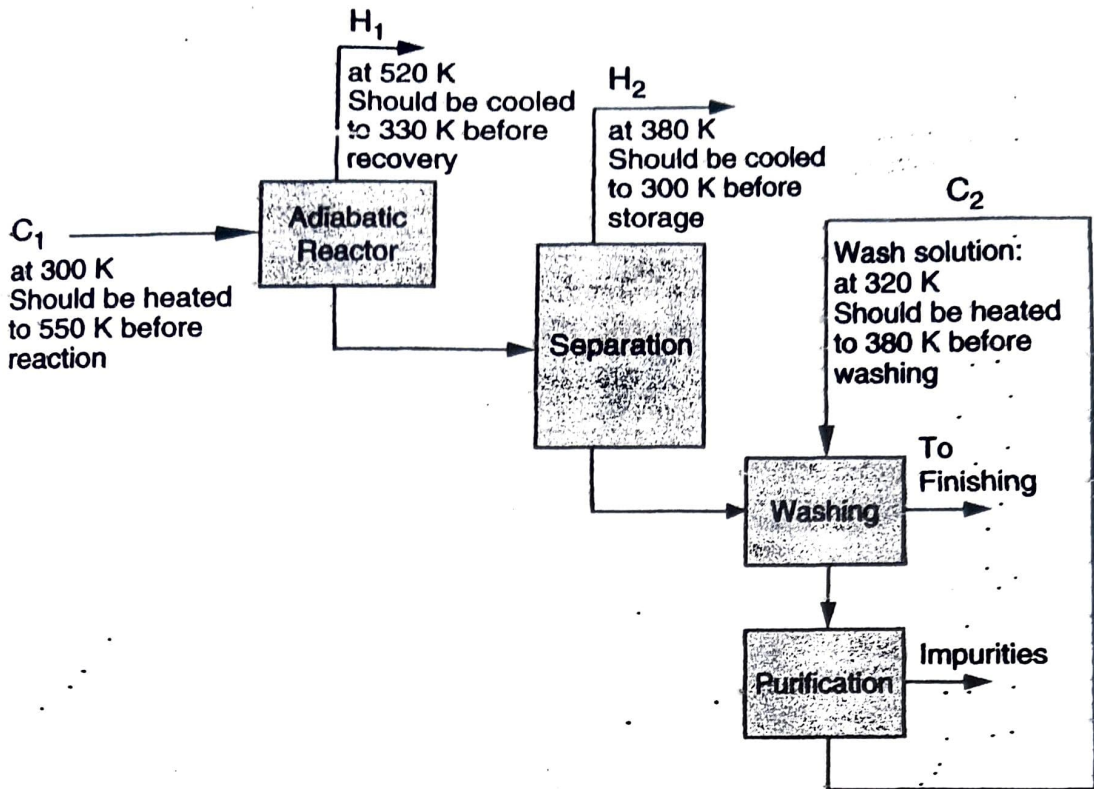 H₁
at 520 K
Should be cooled
to 330 K before
recovery
H₂
at 380 K
Should be cooled
to 300 K before
storage
C₂
Wash solution:
at 320 K
Should be heated
to 380 K before
washing
C₁
at 300 K
Should be heated
to 550 K before
reaction
Adiabatic
Reactor
Separation
To
Finishing
Washing
Impurities
Purification